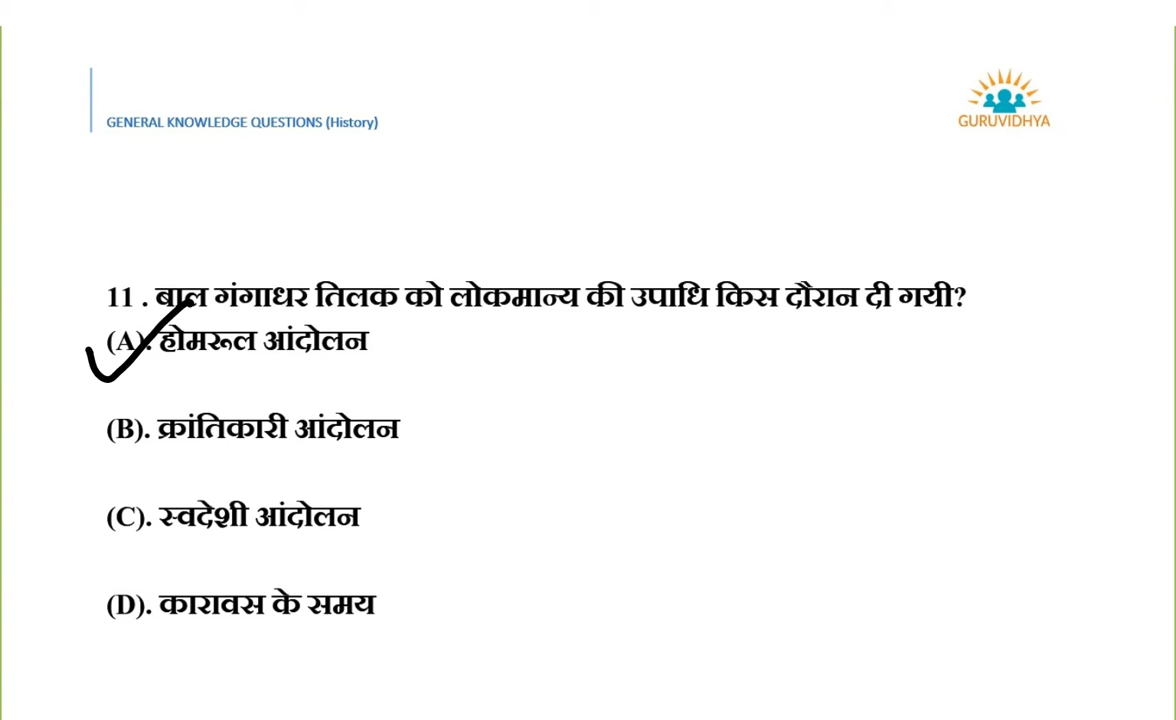 GENERAL KNOWLEDGE QUESTIONS (History)
GURUVIDHYA
11 . बाल गंगाधर तिलक को लोकमान्य की उपाधि किस दौरान दी गयी?
(A). होमरूल आंदोलन
(B). क्रांतिकारी आंदोलन
(C). स्वदेशी आंदोलन
(D). कारावस के समय